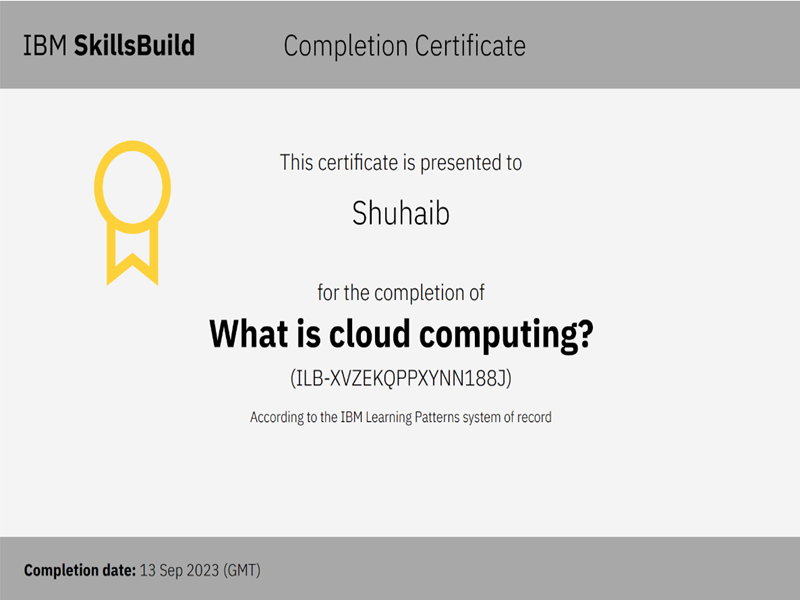 IBM SkillsBuild
Completion Certificate
This certificate is presented to
Shuhaib
for the completion of
What is cloud computing?
(ILB-XVZEKQPPXYNN188J)
According to the IBM Learning Patterns system of record
Completion date: 13 Sep 2023 (GMT)